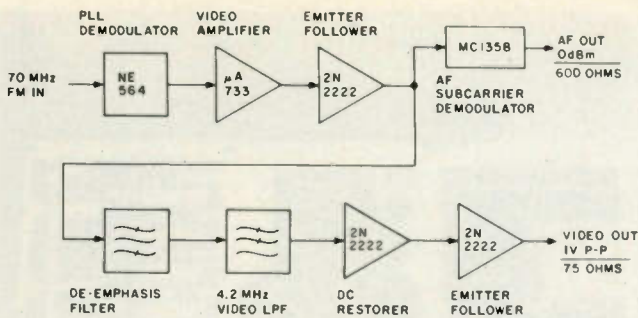 PLL
DEMODULATOR
VIDEO
AMPLIFIER
EMITTER
FOLLOWER
70 MHz
FM IN
NE
564
µA
733
2N
2222
MC1358
AF OUT
0dBm
600 OHMS
AF
SUBCARRIER
DEMODULATOR
2N
2222
2N
2222
VIDEO OUT
1V P-P
75 OHMS
DE-EMPHASIS
FILTER
4.2 MHz
VIDEO LPF
DC
RESTORER
EMITTER
FOLLOWER